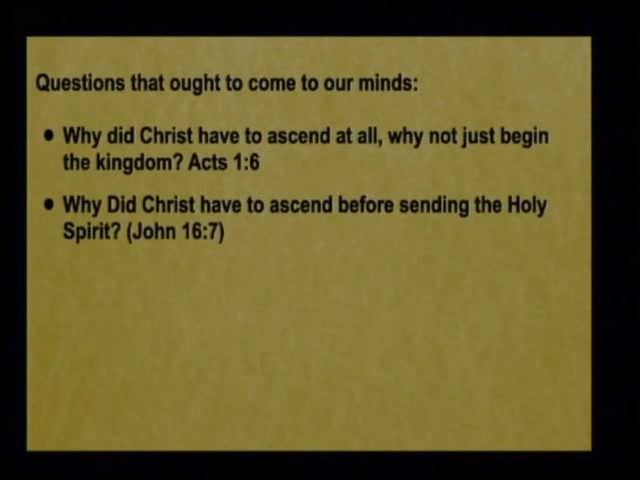 Questions that ought to come to our minds:
• Why did Christ have to ascend at all, why not just begin
the kingdom? Acts 1:6
• Why Did Christ have to ascend before sending the Holy
Spirit? (John 16:7)